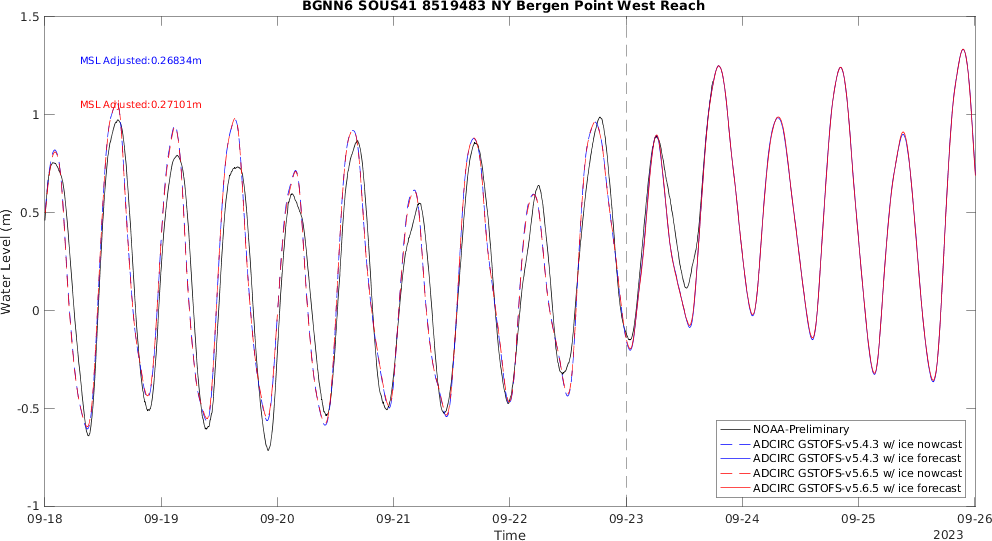 BGNN6 SOUS41 8519483 NY Bergen Point West Reach
1.5
1
0.5
0
-0.5
-1
Water Level (m)
MSL Adjusted:0.26834m
MSL Adjusted:0.27101m
NOAA-Preliminary
ADCIRC GSTOFS-v5.4.3 w/ ice nowcast
ADCIRC GSTOFS-v5.4.3 w/ ice forecast
ADCIRC GSTOFS-v5.6.5 w/ ice nowcast
ADCIRC GSTOFS-v5.6.5 w/ ice forecast
09-18 09-19 09-20 09-21 09-22 09-23 09-24 09-25 09-26
Time
2023